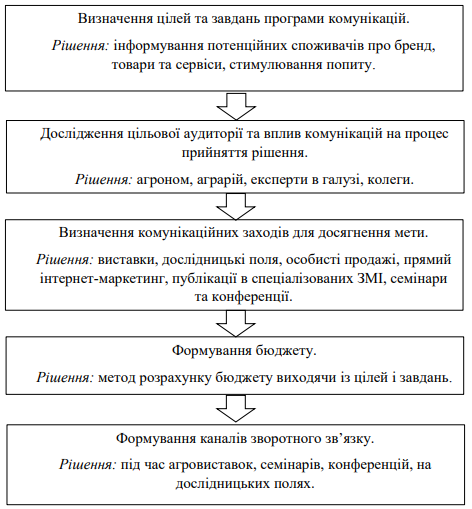 Визначення цілей та завдань програми комунікацій.
Рішення: інформування потенційних споживачів про бренд,
товари та сервіси, стимулювання попиту.
Дослідження цільової аудиторії та вплив комунікацій на процес
прийняття рішення.
Рішення: агроном, аграрій, експерти в галузі, колеги.
Визначення комунікаційних заходів для досягнення мети.
Рішення: виставки, дослідницькі поля, особисті продажі, прямий
інтернет-маркетинг, публікації в спеціалізованих ЗМІ, семінари
та конференції.
Формування бюджету.
Рішення: метод розрахунку бюджету виходячи із цілей і завдань.
Формування каналів зворотного зв’язку.
Рішення: під час агровиставок, семінарів, конференцій, на
дослідницьких полях.